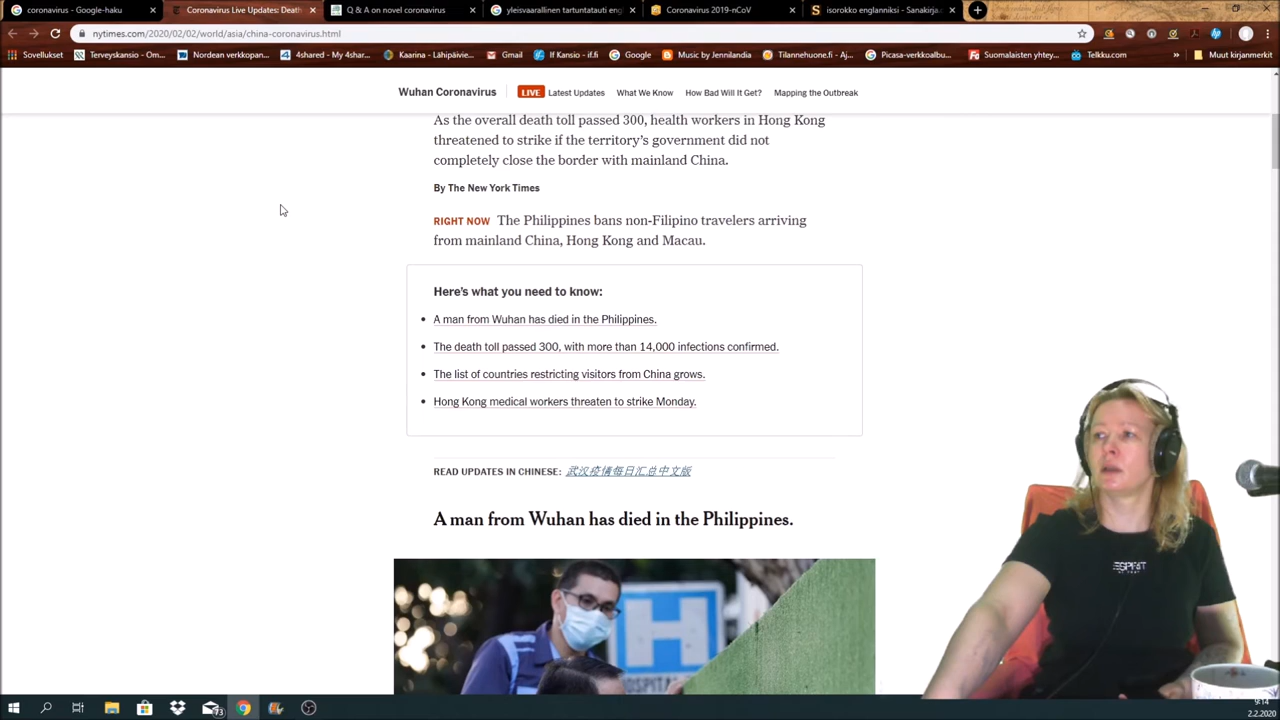 coronavirus - Google-haku
Coronavirus Live Updates: Death
Q & A on novel coronavirus
yleisvaarallinen tartuntatauti eng
Coronavirus 2019-nCoV
isorokko englanniksi - Sanakirja.
nytimes.com/2020/02/02/world/asia/china-coronavirus.html
Sovellukset
Terveyskanava - Om...
Nordean verkkopan...
4shared - My 4shar...
Kaarina - Lähipäivie...
Gmail
If Kansio - if.fi
Google
Music by Jennilandia
Tilannehuone.fi - Aj...
Picasa-verkkoalbu...
Suomalaisten yhtey...
Telkku.com
»
Muut kirjanmerkit
Wuhan Coronavirus
LIVE Latest Updates
What We Know
How Bad Will It Get?
Mapping the Outbreak
As the overall death toll passed 300, health workers in Hong Kong
threatened to strike if the territory's government did not
completely close the border with mainland China.
By The New York Times
RIGHT NOW The Philippines bans non-Filipino travelers arriving
from mainland China, Hong Kong and Macau.
Here's what you need to know:
• A man from Wuhan has died in the Philippines.
• The death toll passed 300, with more than 14,000 infections confirmed.
• The list of countries restricting visitors from China grows.
• Hong Kong medical workers threaten to strike Monday.
READ UPDATES IN CHINESE: 武汉疫情每日汇总中文版
A man from Wuhan has died in the Philippines.
H
HOSPITAL
ESPRIT
73
9:14
2.2.2020